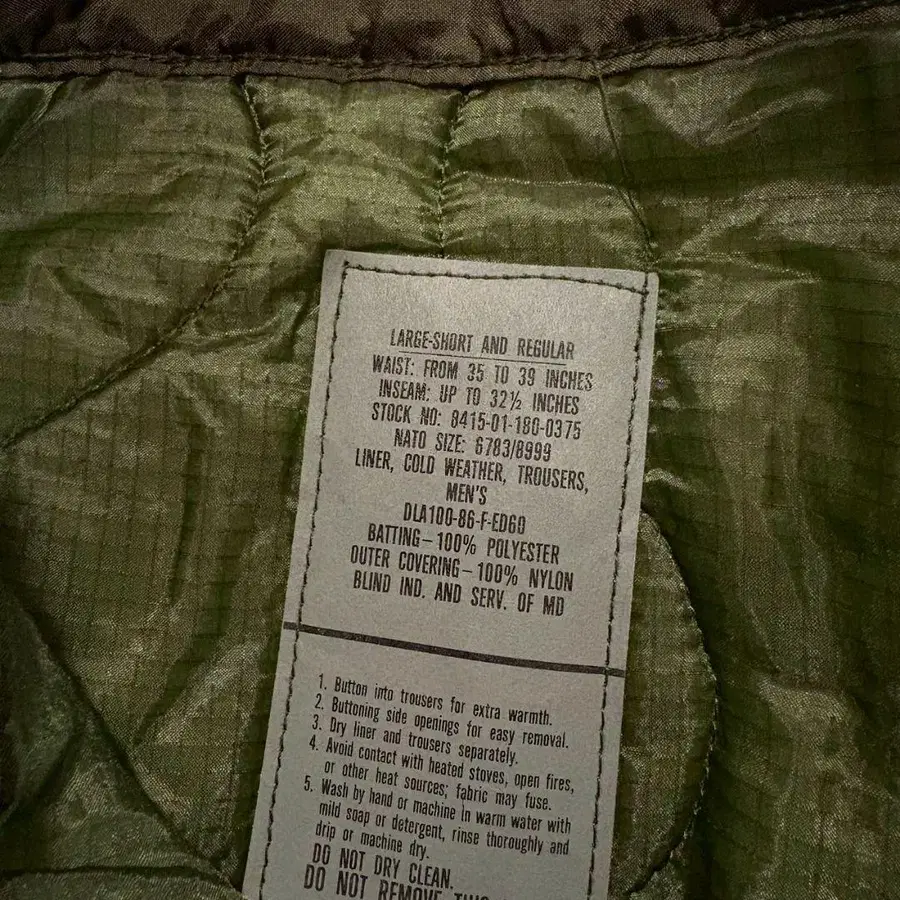 LARGE-SHORT AND REGULAR
WAIST: FROM 35 TO 39 INCHES
INSEAM: UP TO 32½ INCHES
STOCK NO: 8415-01-180-0375
NATO SIZE: 6783/8999
LINER, COLD WEATHER, TROUSERS,
MEN'S
DLA100-86-F-ED60
BATTING—100% POLYESTER
OUTER COVERING—100% NYLON
BLIND IND. AND SERV. OF MD
1. Button into trousers for extra warmth.
2. Buttoning side openings for easy removal.
3. Dry liner and trousers separately.
4. Avoid contact with heated stoves, open fires,
or other heat sources; fabric may fuse.
5. Wash by hand or machine in warm water with
mild soap or detergent, rinse thoroughly and
drip or machine dry.
DO NOT DRY CLEAN.
DO NOT REMOVE THIS